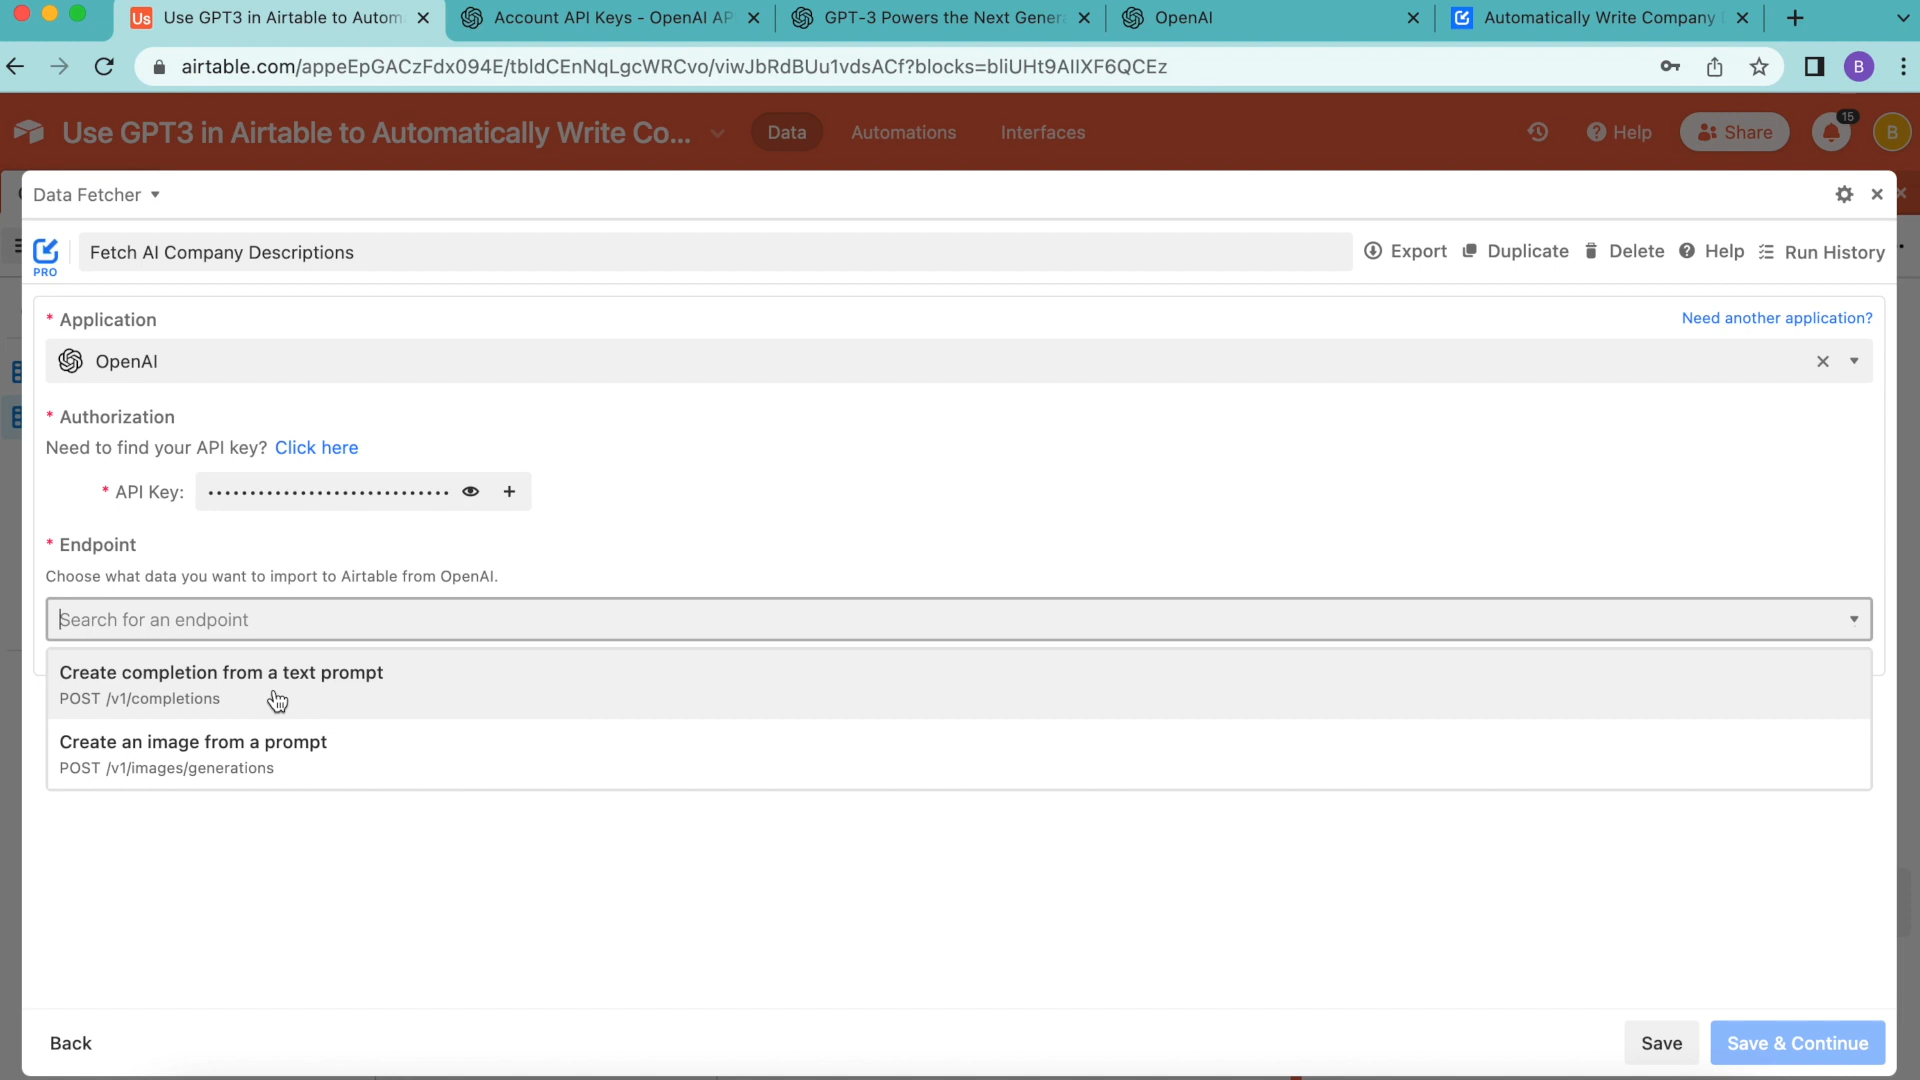 Us Use GPT3 in Airtable to Autom
Account API Keys - OpenAI AP
GPT-3 Powers the Next Genera
OpenAI
Automatically Write Company
airtable.com/appeEpGACzFdx094E/tbldCEnNqLgcWRCvo/viwJbRdBUu1vdsACf?blocks=bliUHt9AIIXF6QCEz
B
Use GPT3 in Airtable to Automatically Write Co...
Data
Automations
Interfaces
Help
Share
15
B
Data Fetcher
PRO
Fetch AI Company Descriptions
Export
Duplicate
Delete
Help
Run History
* Application
Need another application?
OpenAI
* Authorization
Need to find your API key? Click here
* API Key: •••••••••••••••••••••••••••••
* Endpoint
Choose what data you want to import to Airtable from OpenAI.
Search for an endpoint
Create completion from a text prompt
POST /v1/completions
Create an image from a prompt
POST /v1/images/generations
Back
Save
Save & Continue